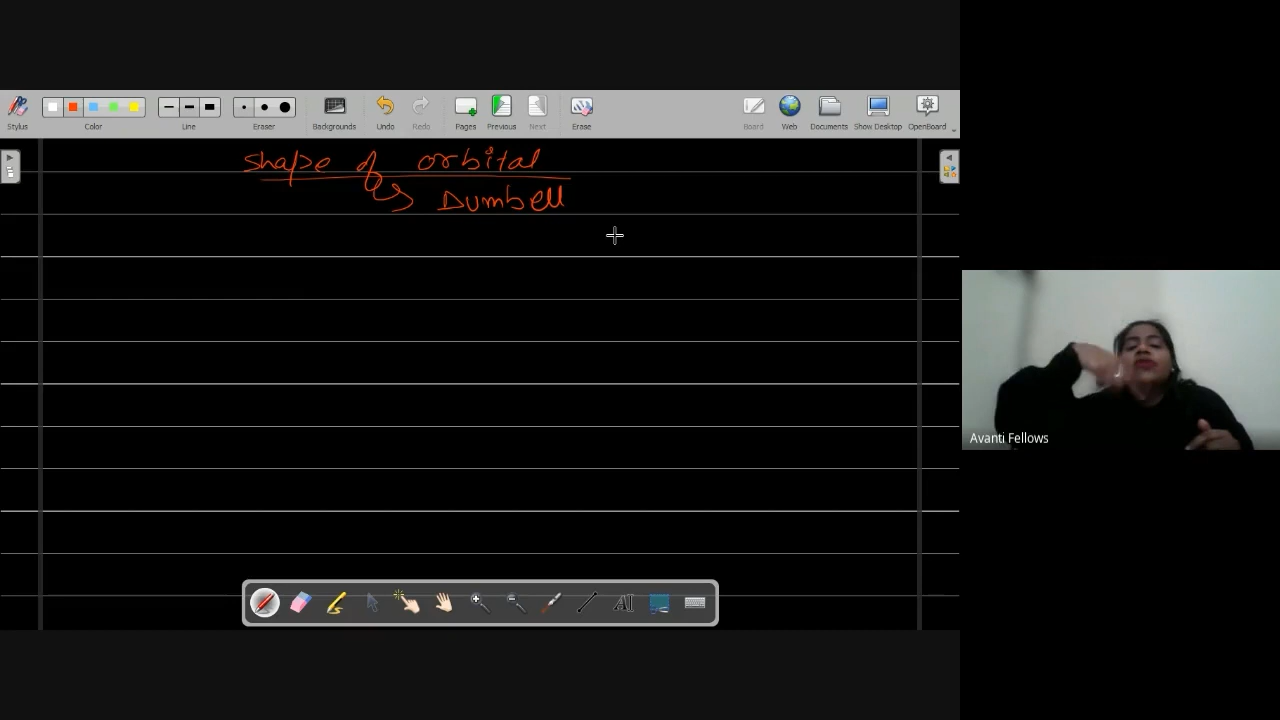 Stylus
Color
Line
Eraser
Backgrounds
Undo
Redo
Pages
Previous
Next
Erase
Board
Web
Documents
Show Desktop
OpenBoard
shape of orbital
Dumbell
AI
Avanti Fellows